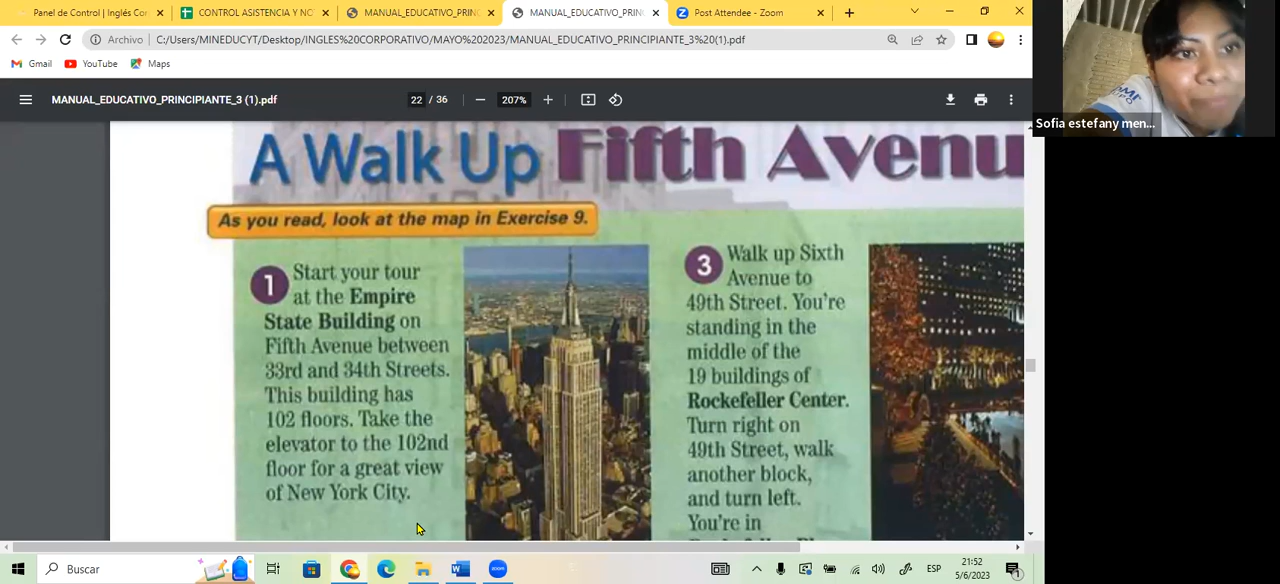 Panel de Control | Inglés Cor
CONTROL ASISTENCIA Y NO
MANUAL_EDUCATIVO_PRINC
MANUAL_EDUCATIVO_PRINC
Post Attendee - Zoom
Archivo
C:/Users/MINEDUCYT/Desktop/INGLES%20CORPORATIVO/MAYO%202023/MANUAL_EDUCATIVO_PRINCIPIANTE_3%20(1).pdf
Gmail
YouTube
Maps
MANUAL_EDUCATIVO_PRINCIPIANTE_3 (1).pdf
22 / 36
207%
Sofia estefany men...
A Walk Up Fifth Avenu
As you read, look at the map in Exercise 9.
1 Start your tour
at the Empire
State Building on
Fifth Avenue between
33rd and 34th Streets.
This building has
102 floors. Take the
elevator to the 102nd
floor for a great view
of New York City.
3 Walk up Sixth
Avenue to
49th Street. You're
standing in the
middle of the
19 buildings of
Rockefeller Center.
Turn right on
49th Street, walk
another block,
and turn left.
You're in
Buscar
zoom
ESP
21:52
5/6/2023
1